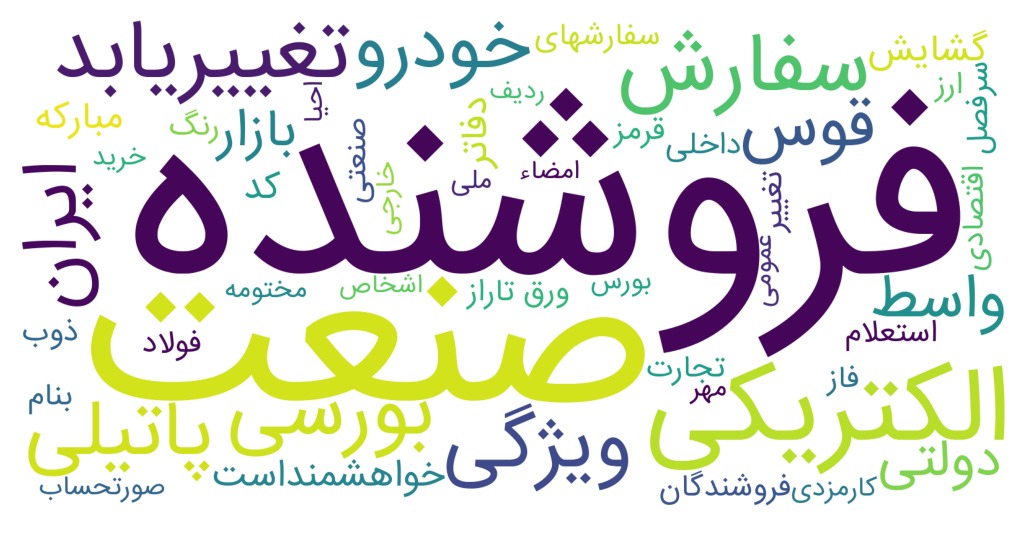 گشایش
سفارشهای
خودرو
تغییریابد
سفارش
ارز
سرفصل
ردیف
احیا
قوس
قرمز
داخلی
دفاتر
صنعتی
بازار
رنگ
مبارکه
خرید
کد
امضاء
ملی
خارجی
فروشنده
تغییر
عمومی
اقتصادی
ایران
واسط
بورس
ورق تاراز
اشخاص
مختومه
صنعت
استعلام
فولاد
ذوب
الکتریکی
فاز
تجارت
مهر
بنام
بورسی
پاتیلی
ویژگی
دولتی
خواهشمنداست
کارمزدی
فروشندگان
صورتحساب